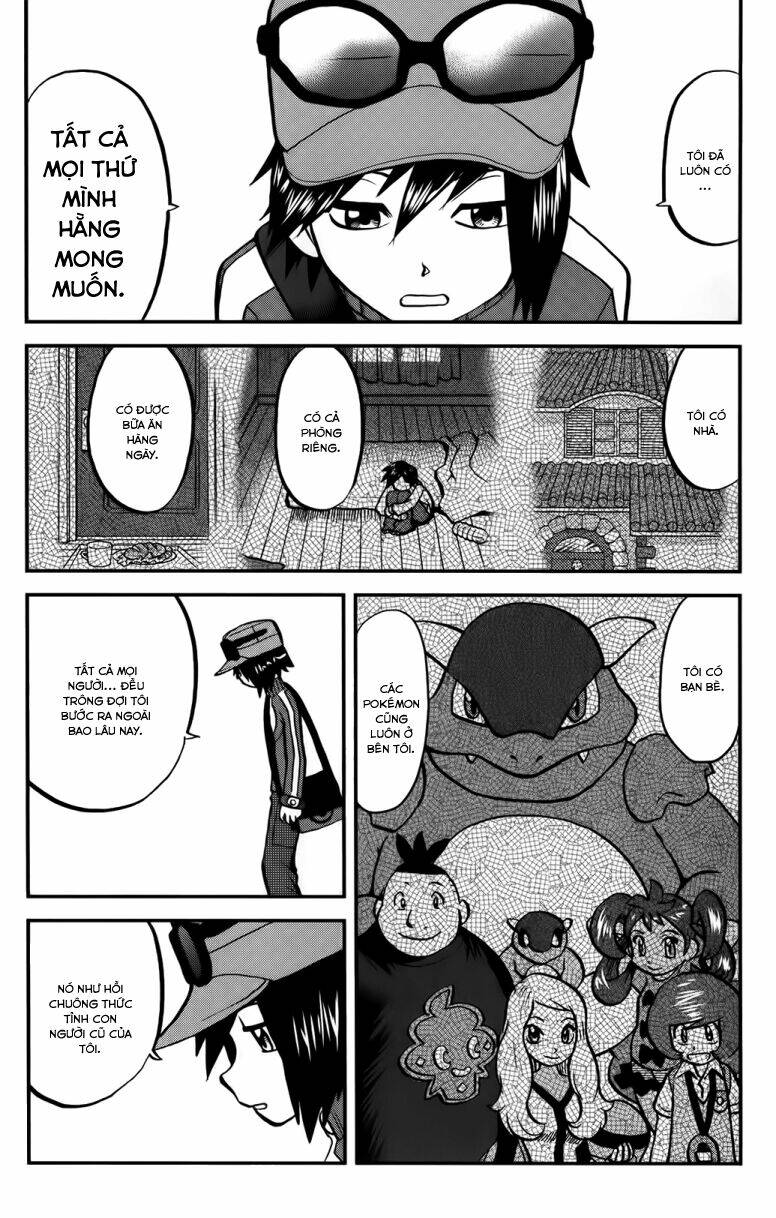 TÔI ĐÃ
LUÔN CÓ
...
TẤT CẢ
MỌI THỨ
MÌNH
HẰNG
MONG
MUỐN.
TÔI CÓ
NHÀ.
CÓ CẢ
PHÒNG
RIÊNG.
CÓ ĐƯỢC
BỮA ĂN
HÀNG
NGÀY.
TÔI CÓ
BẠN BÈ.
CÁC
POKÉMON
CŨNG
LUÔN Ở
BÊN TÔI.
TẤT CẢ MỌI
NGƯỜI... ĐỀU
TRÔNG ĐỢI TÔI
BƯỚC RA NGOÀI
BAO LÂU NAY.
NÓ NHƯ HỒI
CHUÔNG THỨC
TỈNH CON
NGƯỜI CŨ CỦA
TÔI.